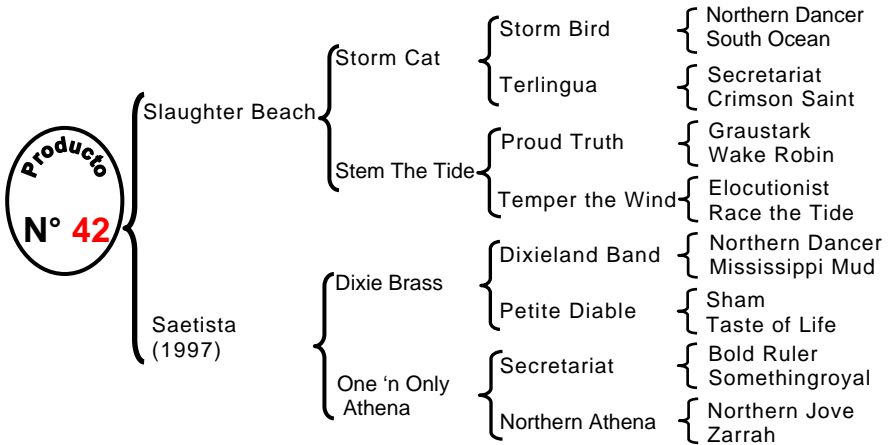 Producto
N° 42
Slaughter Beach
Saetista
(1997)
Storm Cat
Stem The Tide
Dixie Brass
One ‘n Only
Athena
Storm Bird
Terlingua
Proud Truth
Temper the Wind
Dixieland Band
Petite Diable
Secretariat
Northern Athena
Northern Dancer
South Ocean
Secretariat
Crimson Saint
Graustark
Wake Robin
Elocutionist
Race the Tide
Northern Dancer
Mississippi Mud
Sham
Taste of Life
Bold Ruler
Somethingroyal
Northern Jove
Zarrah